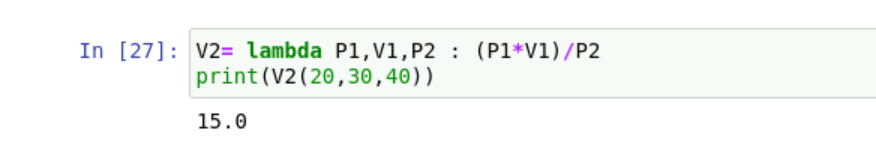 In [27]: V2= lambda P1,V1,P2 : (P1*V1)/P2
print(V2(20,30,40))
15.0